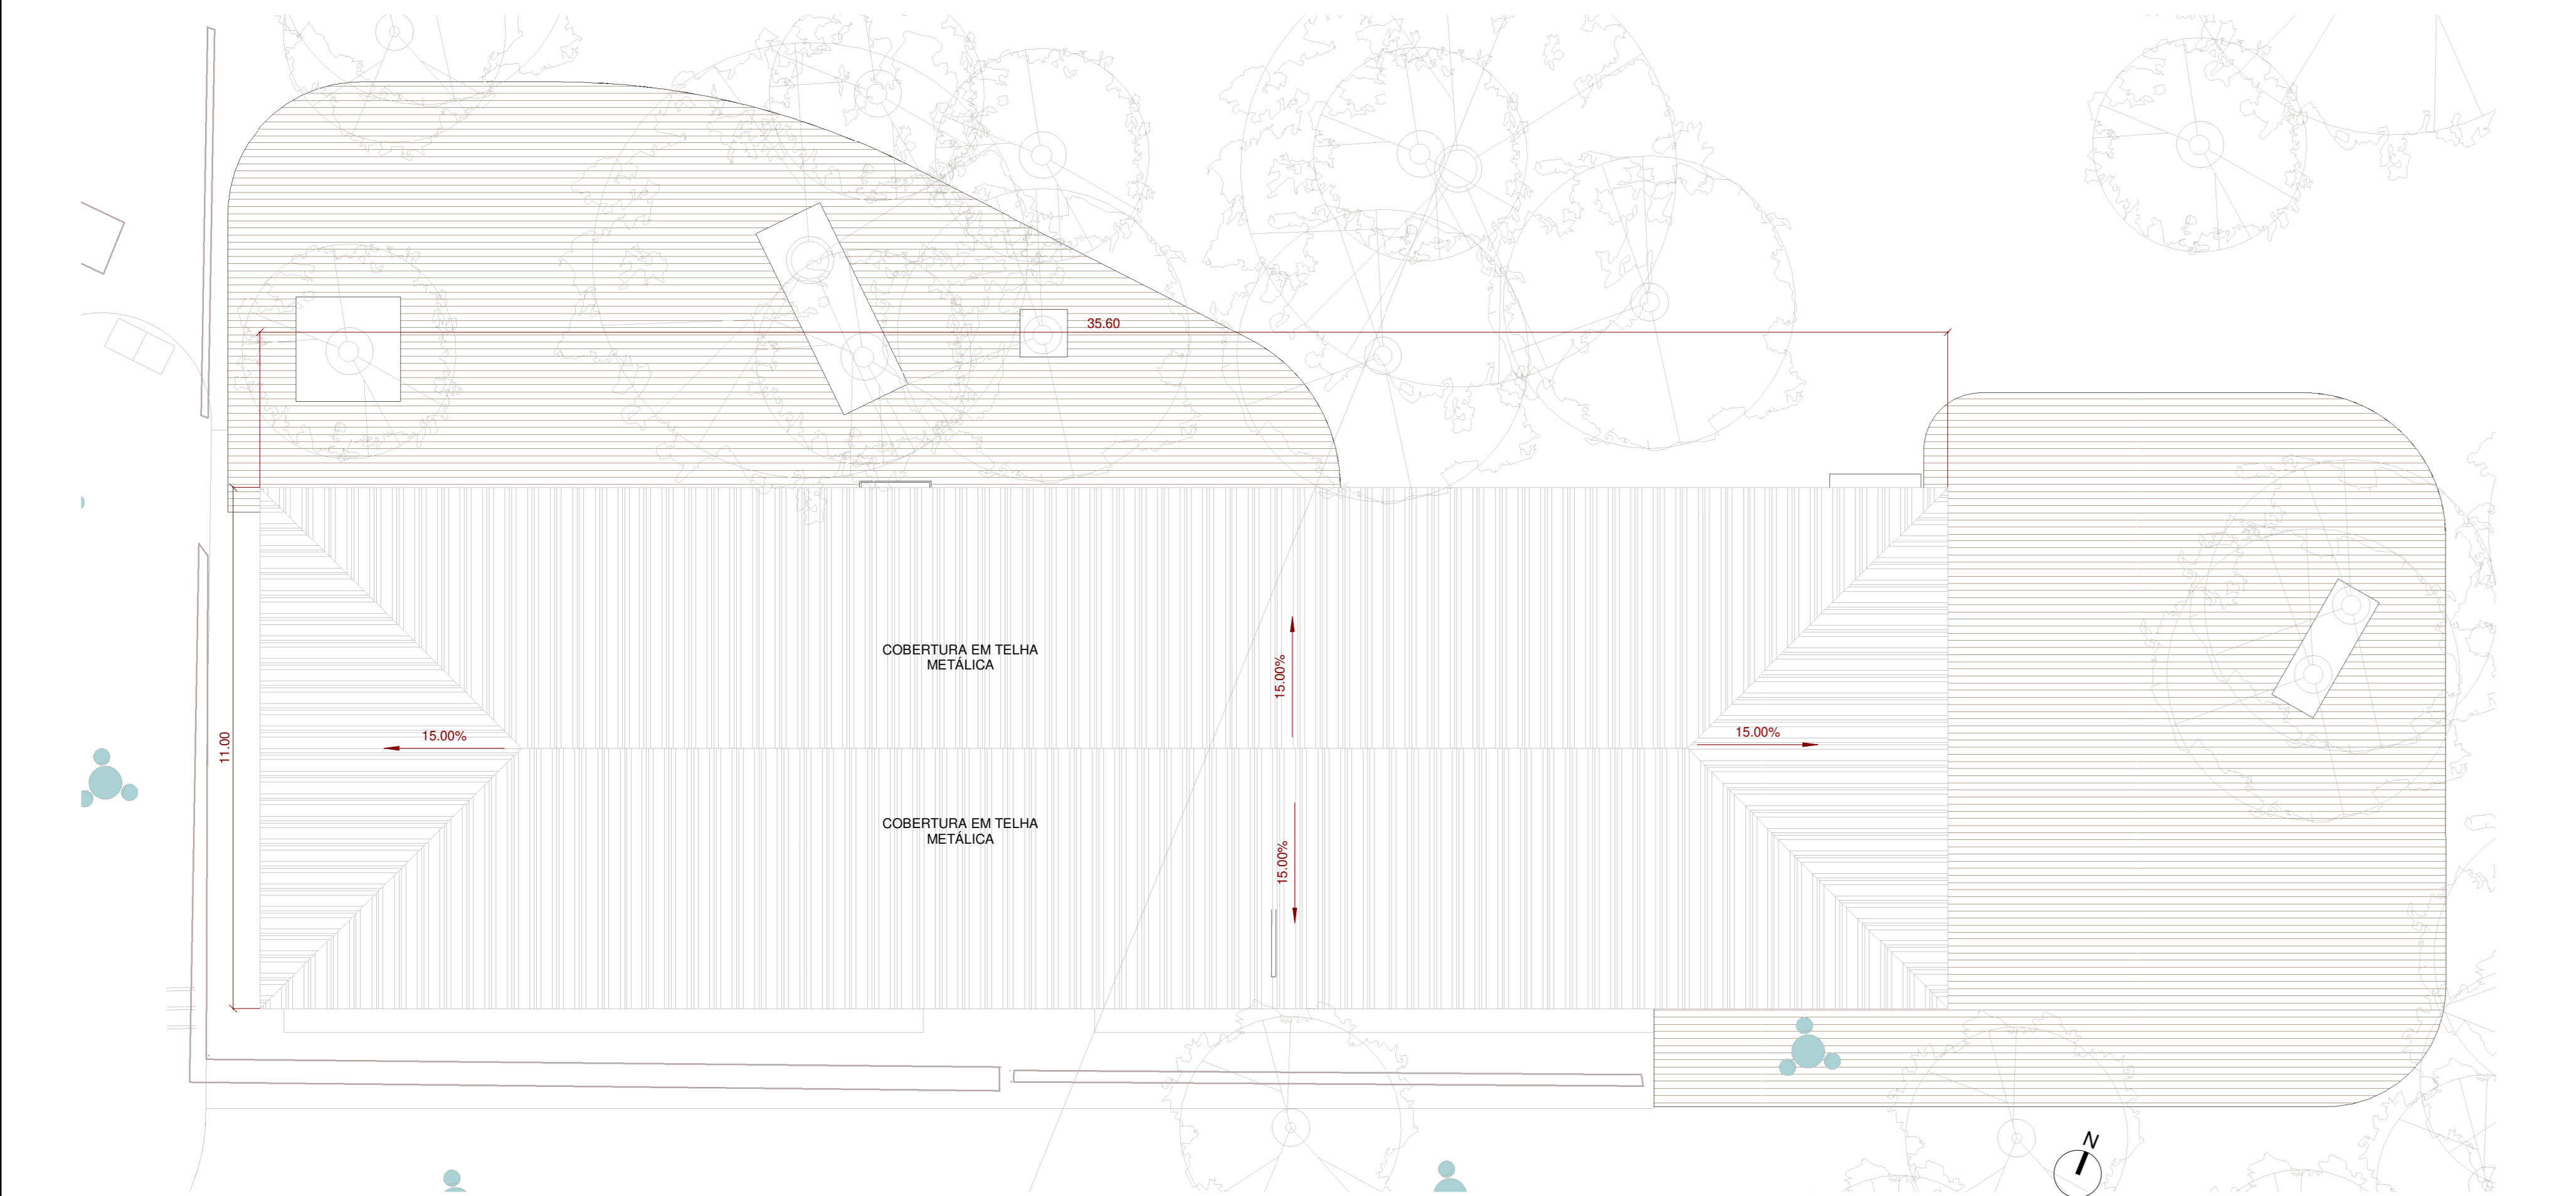 35.60
COBERTURA EM TELHA
METÁLICA
15.00%
15.00%
15.00%
11.00
COBERTURA EM TELHA
METÁLICA
15.00%
N